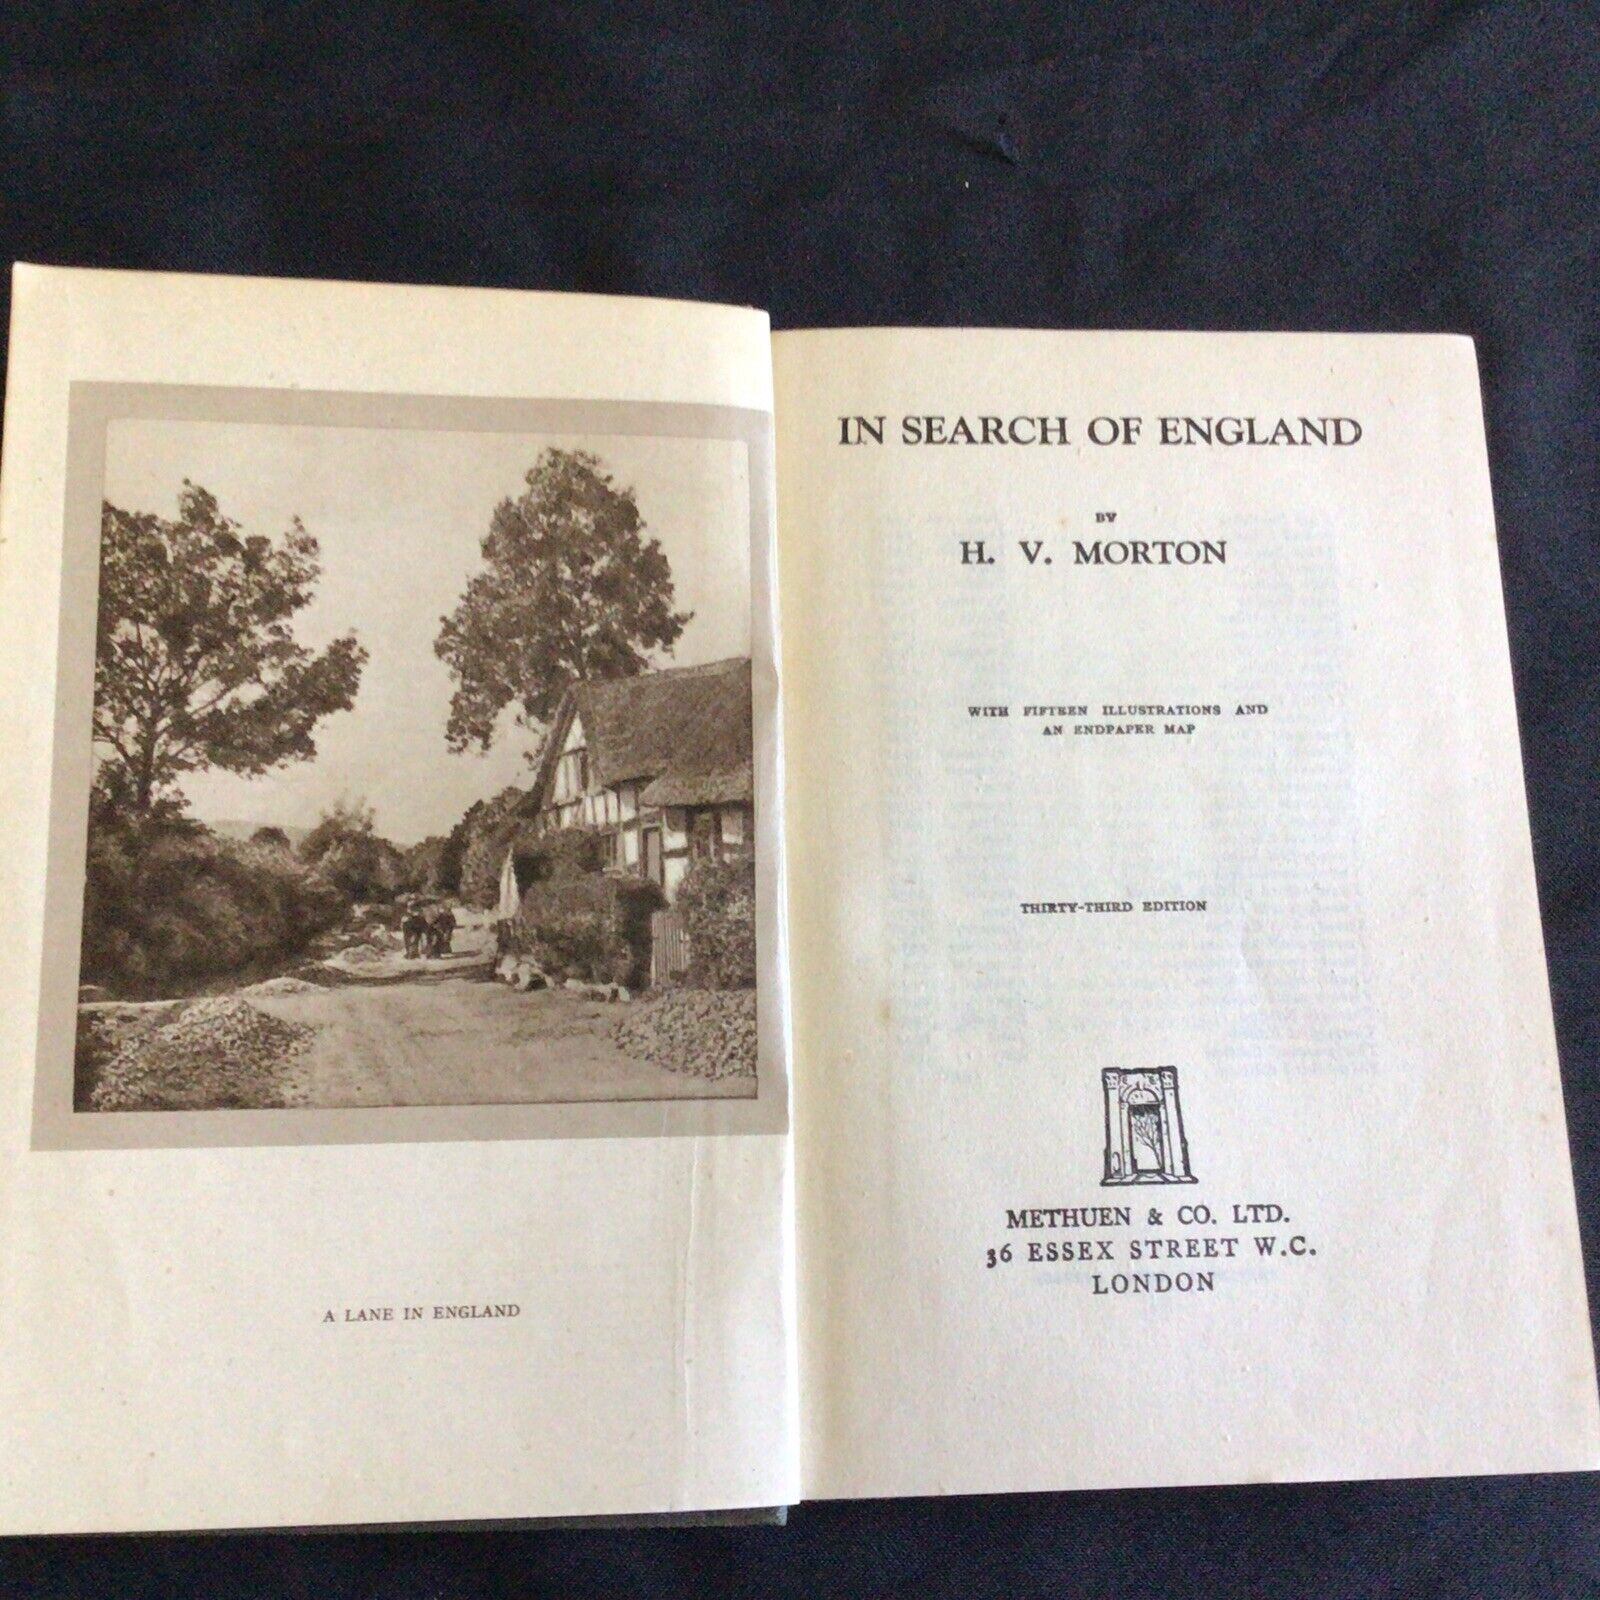 A LANE IN ENGLAND
IN SEARCH OF ENGLAND
BY
H. V. MORTON
WITH FIFTEEN ILLUSTRATIONS AND
AN ENDPAPER MAP
THIRTY-THIRD EDITION
METHUEN & CO. LTD.
36 ESSEX STREET W.C.
LONDON